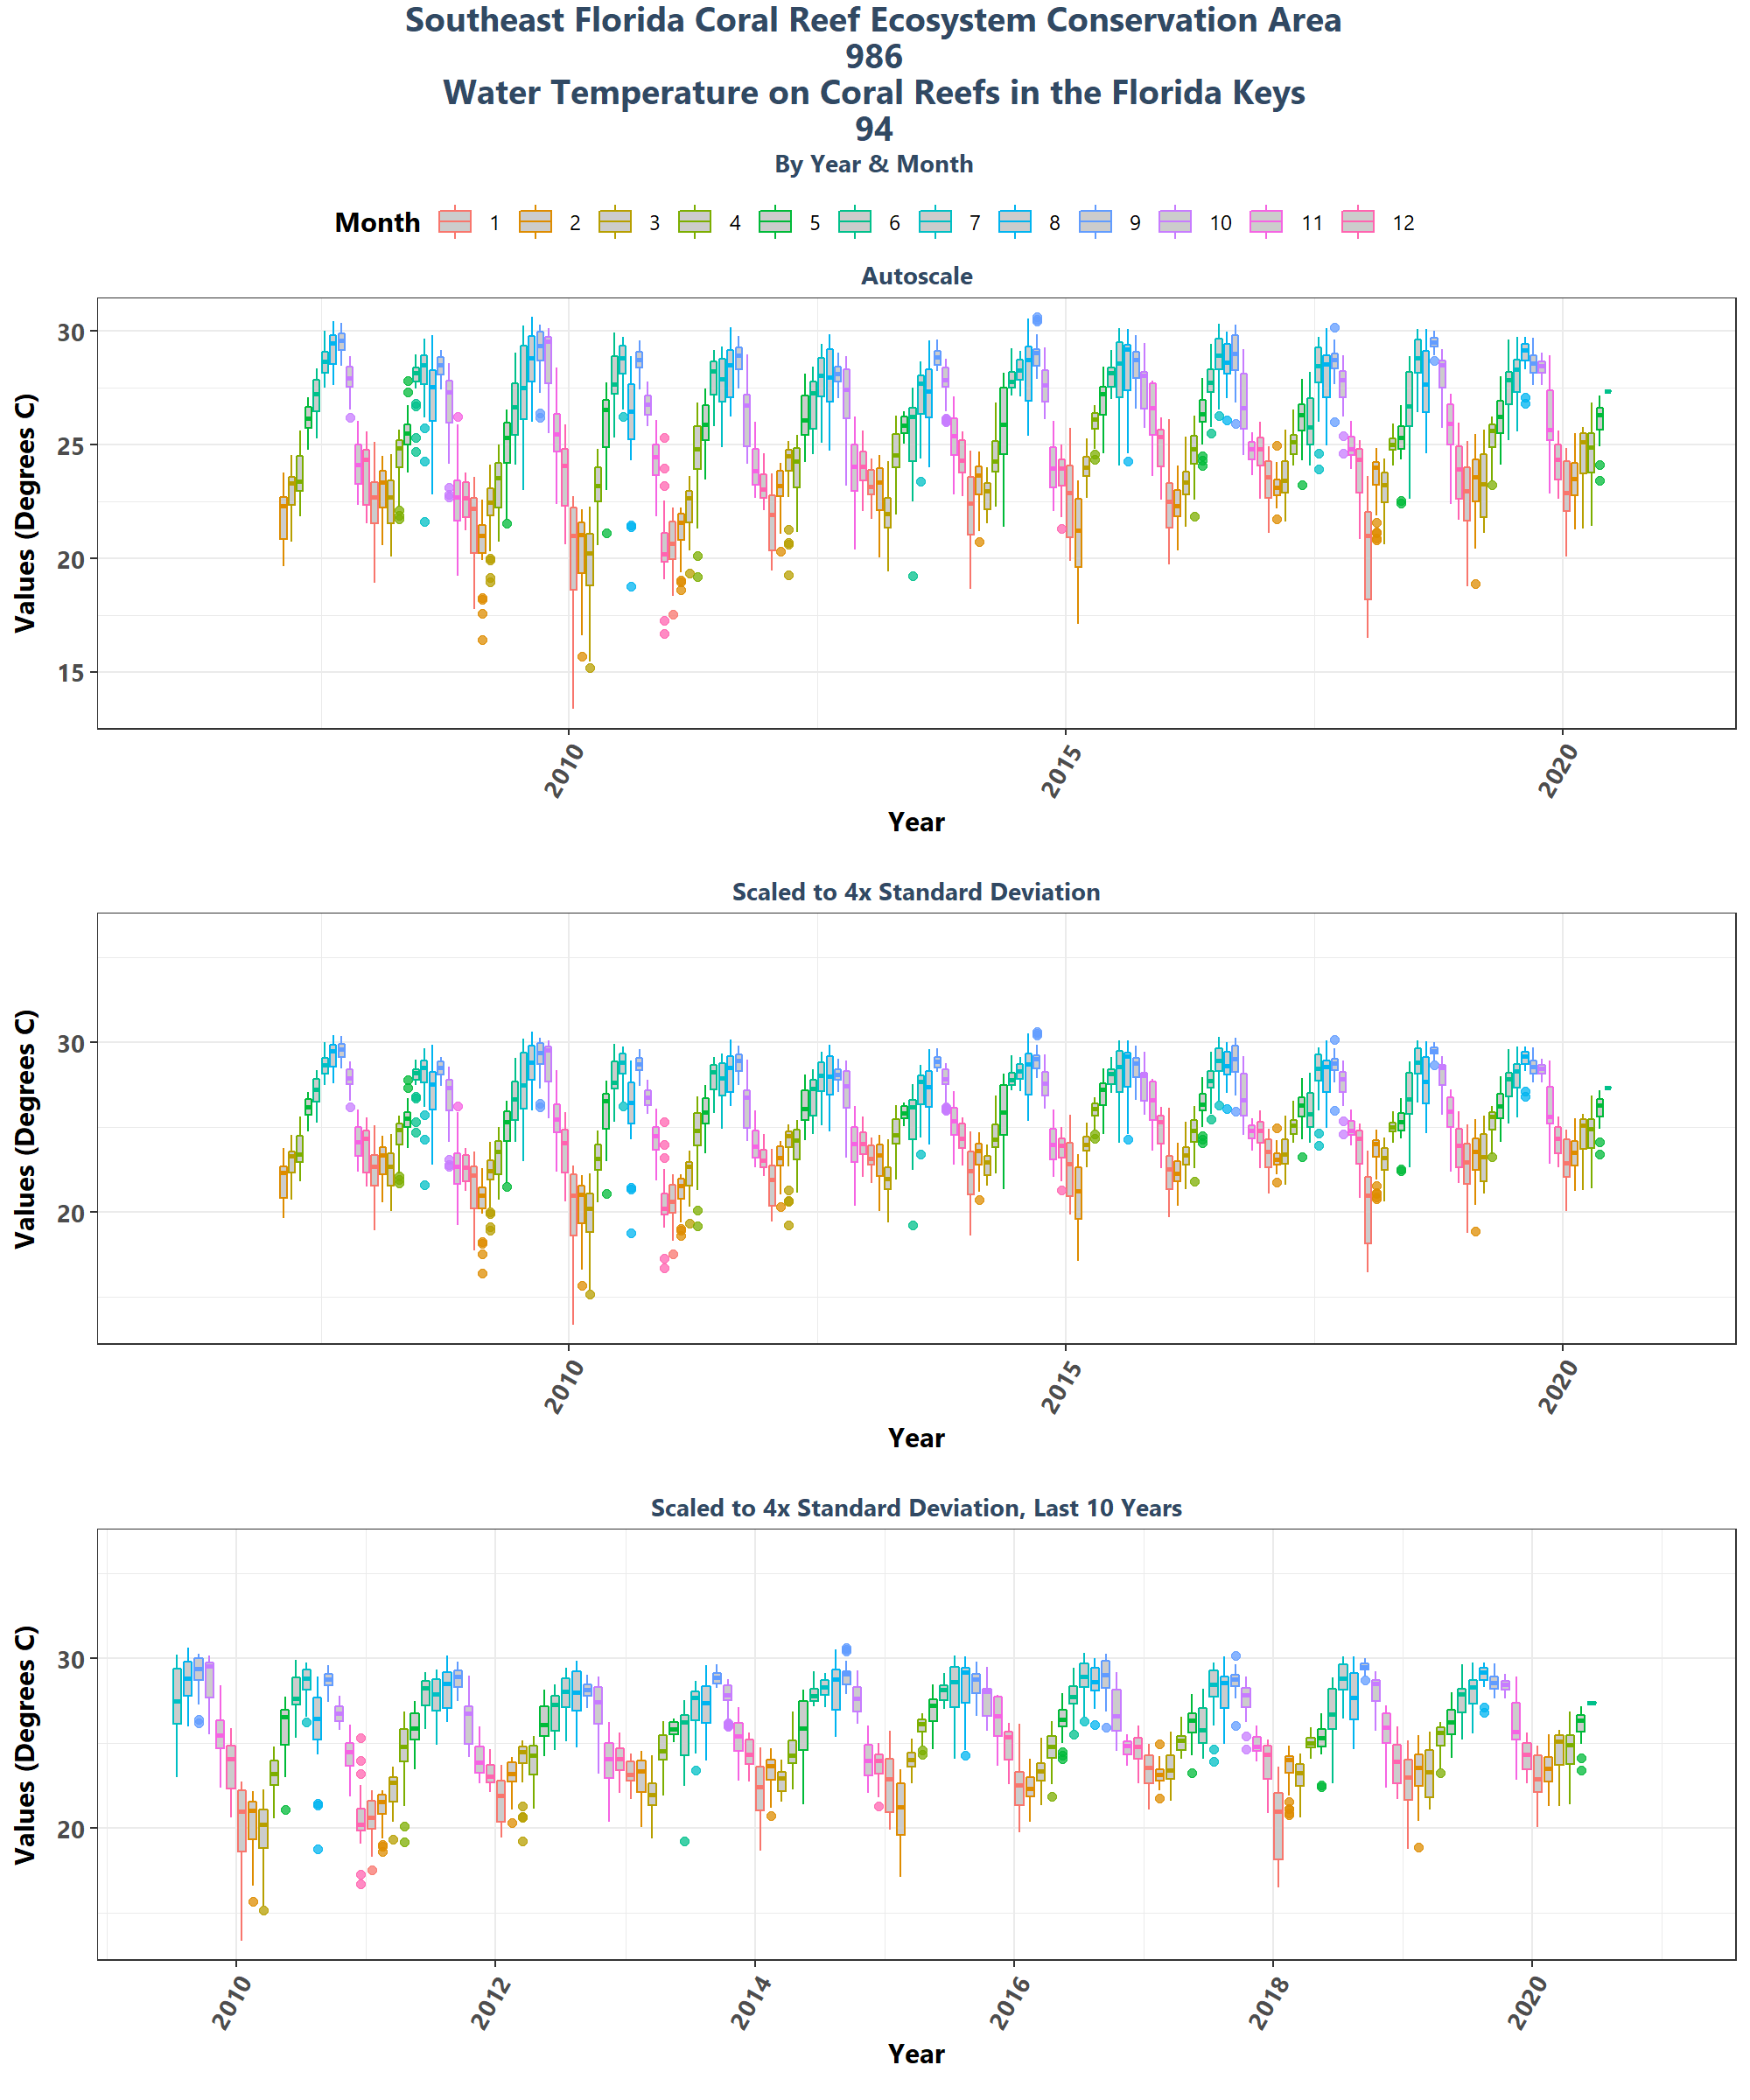 Southeast Florida Coral Reef Ecosystem Conservation Area
986
Water Temperature on Coral Reefs in the Florida Keys
94
By Year & Month
Month 1 2 3 4 5 6 7 8 9 10 11 12
Autoscale
Values (Degrees C)
30
25
20
15
2010 2015 2020
Year
Scaled to 4x Standard Deviation
Values (Degrees C)
30
20
2010 2015 2020
Year
Scaled to 4x Standard Deviation, Last 10 Years
Values (Degrees C)
30
20
2010 2012 2014 2016 2018 2020
Year